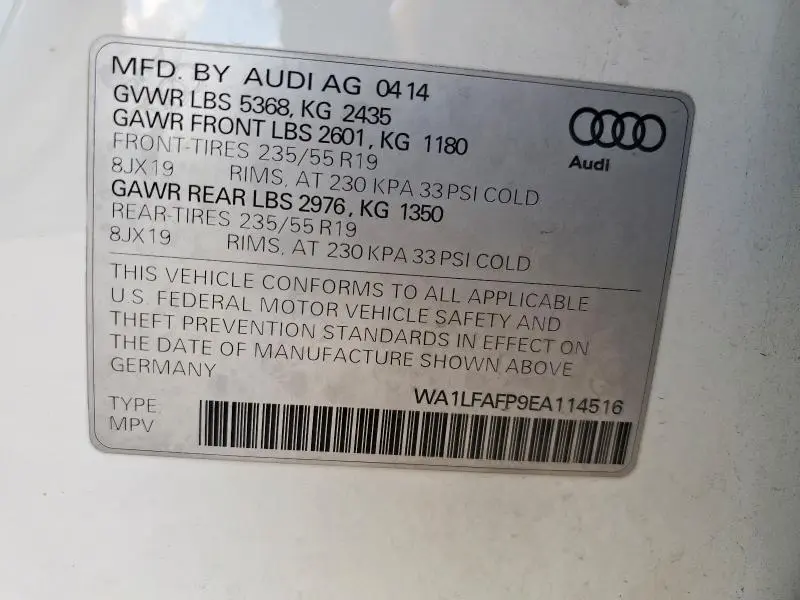 MFD. BY AUDI AG 0414
GVWR LBS 5368, KG 2435
GAWR FRONT LBS 2601, KG 1180
FRONT-TIRES 235/55 R19
8JX19 RIMS, AT 230 KPA 33 PSI COLD
GAWR REAR LBS 2976, KG 1350
REAR-TIRES 235/55 R19
8JX19 RIMS, AT 230 KPA 33 PSI COLD
Audi
THIS VEHICLE CONFORMS TO ALL APPLICABLE
U.S. FEDERAL MOTOR VEHICLE SAFETY AND
THEFT PREVENTION STANDARDS IN EFFECT ON
THE DATE OF MANUFACTURE SHOWN ABOVE
GERMANY
WA1LFAFP9EA114516
TYPE:
MPV